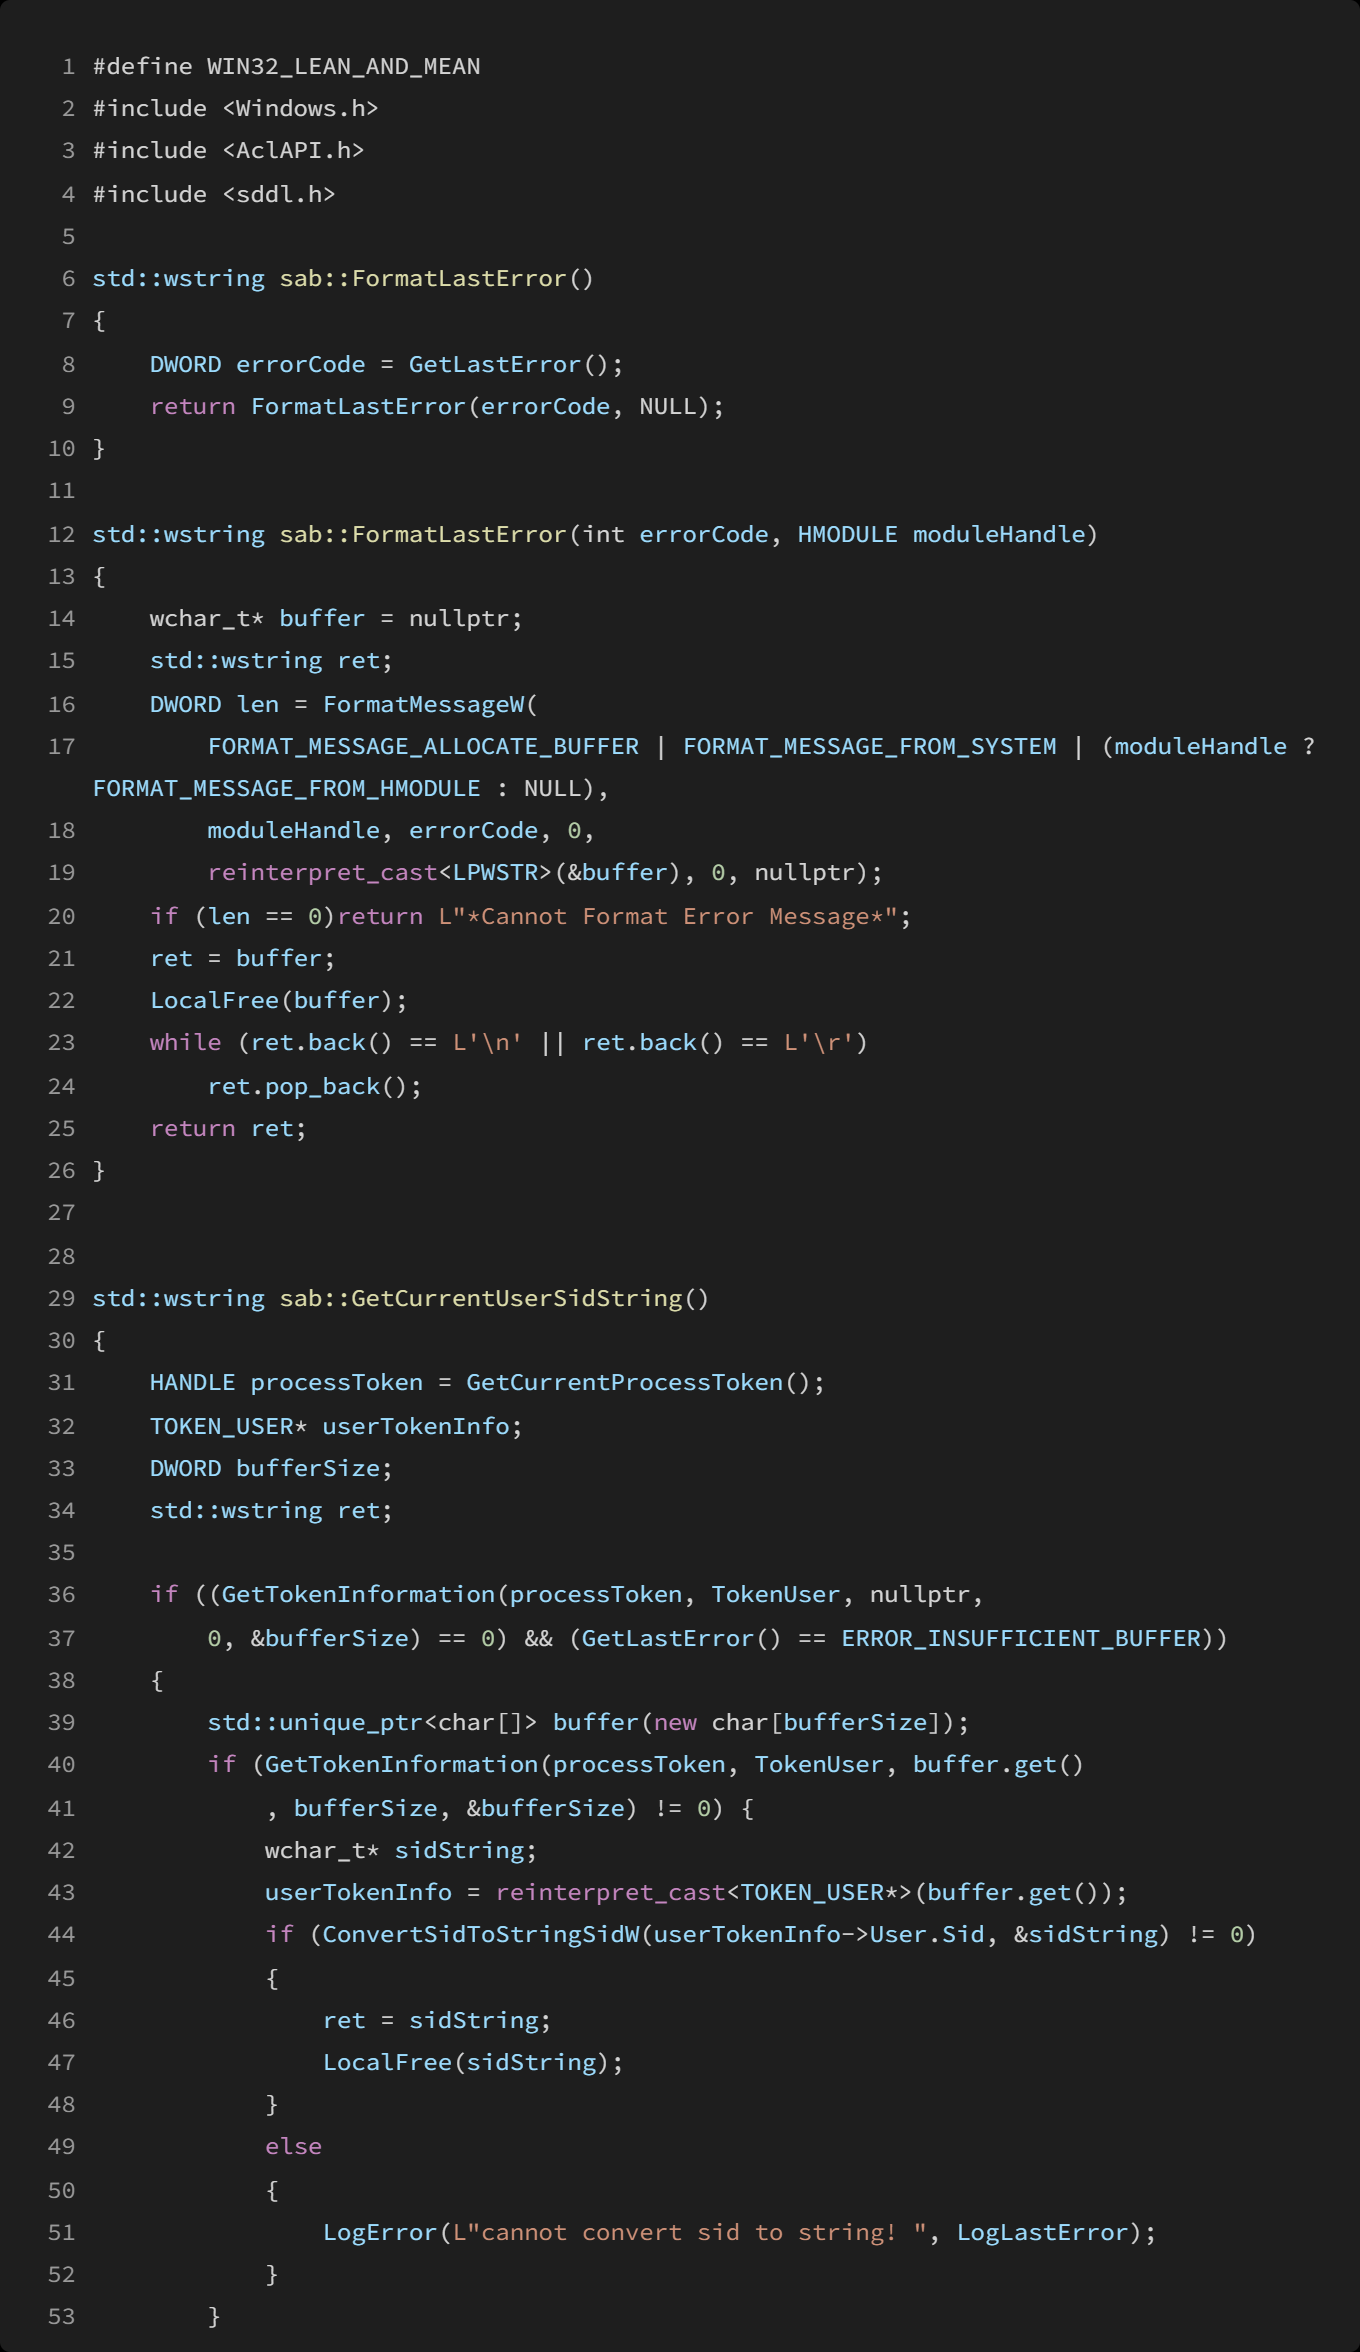 1 #define WIN32_LEAN_AND_MEAN
2 #include <Windows.h>
3 #include <AclAPI.h>
4 #include <sddl.h>
5
6 std::wstring sab::FormatLastError()
7 {
8     DWORD errorCode = GetLastError();
9     return FormatLastError(errorCode, NULL);
10 }
11
12 std::wstring sab::FormatLastError(int errorCode, HMODULE moduleHandle)
13 {
14     wchar_t* buffer = nullptr;
15     std::wstring ret;
16     DWORD len = FormatMessageW(
17         FORMAT_MESSAGE_ALLOCATE_BUFFER | FORMAT_MESSAGE_FROM_SYSTEM | (moduleHandle ?
FORMAT_MESSAGE_FROM_HMODULE : NULL),
18         moduleHandle, errorCode, 0,
19         reinterpret_cast<LPWSTR>(&buffer), 0, nullptr);
20     if (len == 0)return L"*Cannot Format Error Message*";
21     ret = buffer;
22     LocalFree(buffer);
23     while (ret.back() == L'\n' || ret.back() == L'\r')
24         ret.pop_back();
25     return ret;
26 }
27
28
29 std::wstring sab::GetCurrentUserSidString()
30 {
31     HANDLE processToken = GetCurrentProcessToken();
32     TOKEN_USER* userTokenInfo;
33     DWORD bufferSize;
34     std::wstring ret;
35
36     if ((GetTokenInformation(processToken, TokenUser, nullptr,
37         0, &bufferSize) == 0) && (GetLastError() == ERROR_INSUFFICIENT_BUFFER))
38     {
39         std::unique_ptr<char[]> buffer(new char[bufferSize]);
40         if (GetTokenInformation(processToken, TokenUser, buffer.get()
41             , bufferSize, &bufferSize) != 0) {
42             wchar_t* sidString;
43             userTokenInfo = reinterpret_cast<TOKEN_USER*>(buffer.get());
44             if (ConvertSidToStringSidW(userTokenInfo->User.Sid, &sidString) != 0)
45             {
46                 ret = sidString;
47                 LocalFree(sidString);
48             }
49             else
50             {
51                 LogError(L"cannot convert sid to string! ", LogLastError);
52             }
53         }